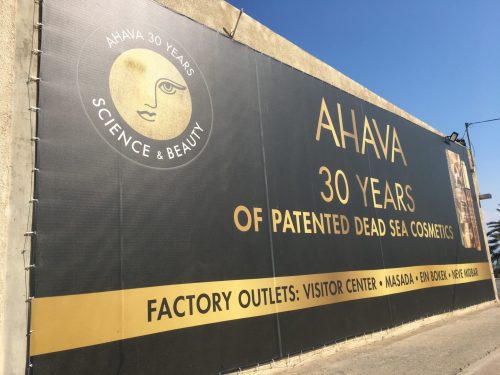 AHAVA 30 YEARS
SCIENCE & BEAUTY
AHAVA
30 YEARS
OF PATENTED DEAD SEA COSMETICS
FACTORY OUTLETS: VISITOR CENTER • MASADA • EIN BOKEK • NEVE MIDBAR